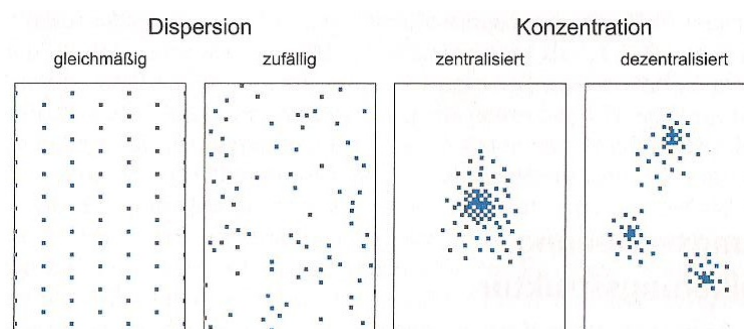 Dispersion Konzentration
gleichmäßig zufällig zentralisiert dezentralisiert